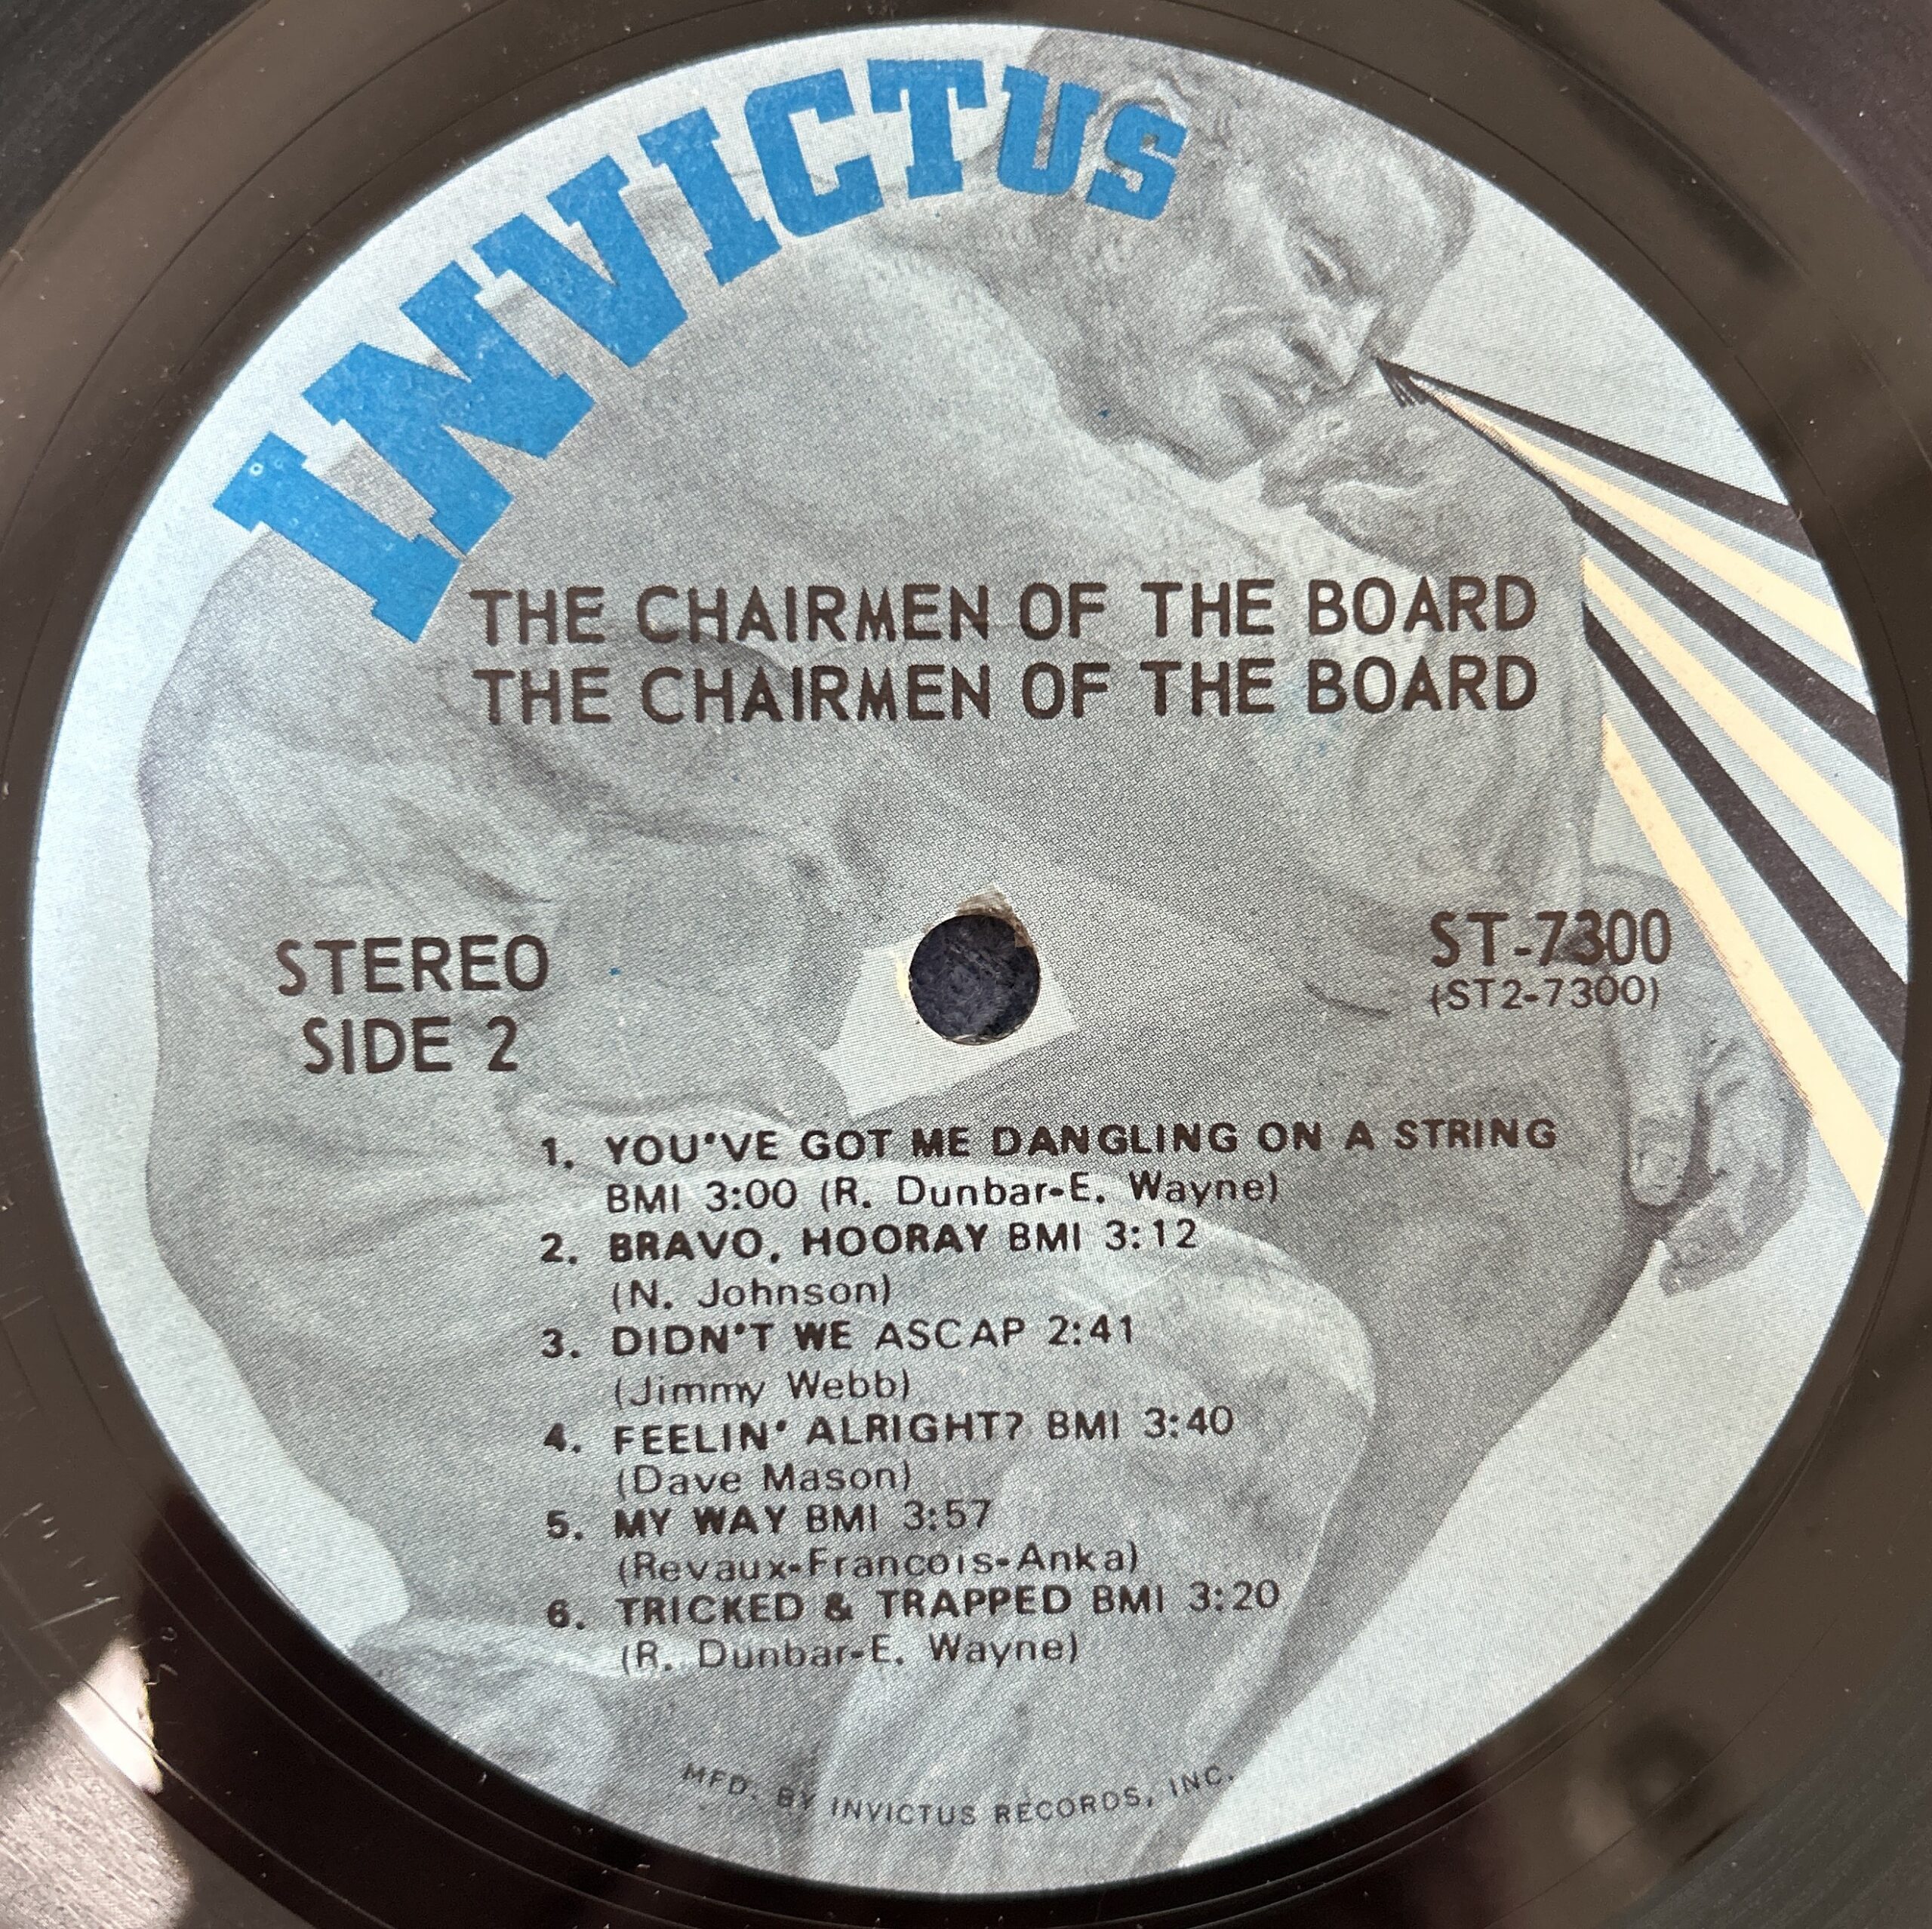 INVICTUS
THE CHAIRMEN OF THE BOARD
THE CHAIRMEN OF THE BOARD
STEREO
SIDE 2
ST-7300
(ST2-7300)
1. YOU'VE GOT ME DANGLING ON A STRING
BMI 3:00 (R. Dunbar-E. Wayne)
2. BRAVO, HOORAY BMI 3:12
(N. Johnson)
3. DIDN'T WE ASCAP 2:41
(Jimmy Webb)
4. FEELIN' ALRIGHT? BMI 3:40
(Dave Mason)
5. MY WAY BMI 3:57
(Revaux-Francois-Anka)
6. TRICKED & TRAPPED BMI 3:20
(R. Dunbar-E. Wayne)
MFD. BY INVICTUS RECORDS, INC.